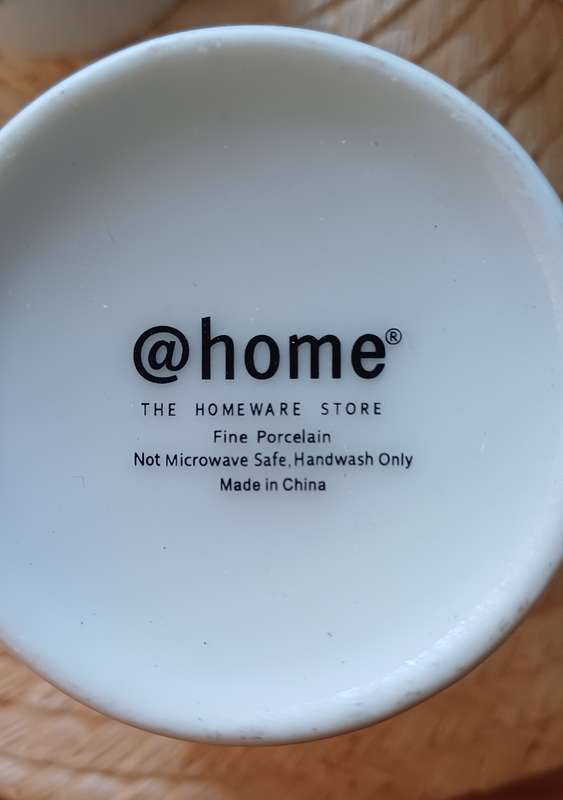 @home®
THE HOMEWARE STORE
Fine Porcelain
Not Microwave Safe, Handwash Only
Made in China